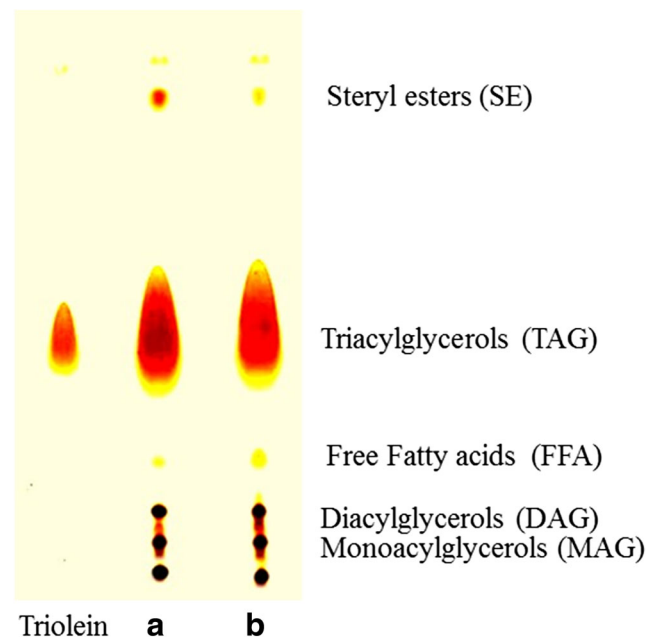 Steryl esters (SE)
Triacylglycerols (TAG)
Free Fatty acids (FFA)
Diacylglycerols (DAG)
Monoacylglycerols (MAG)
Triolein a b